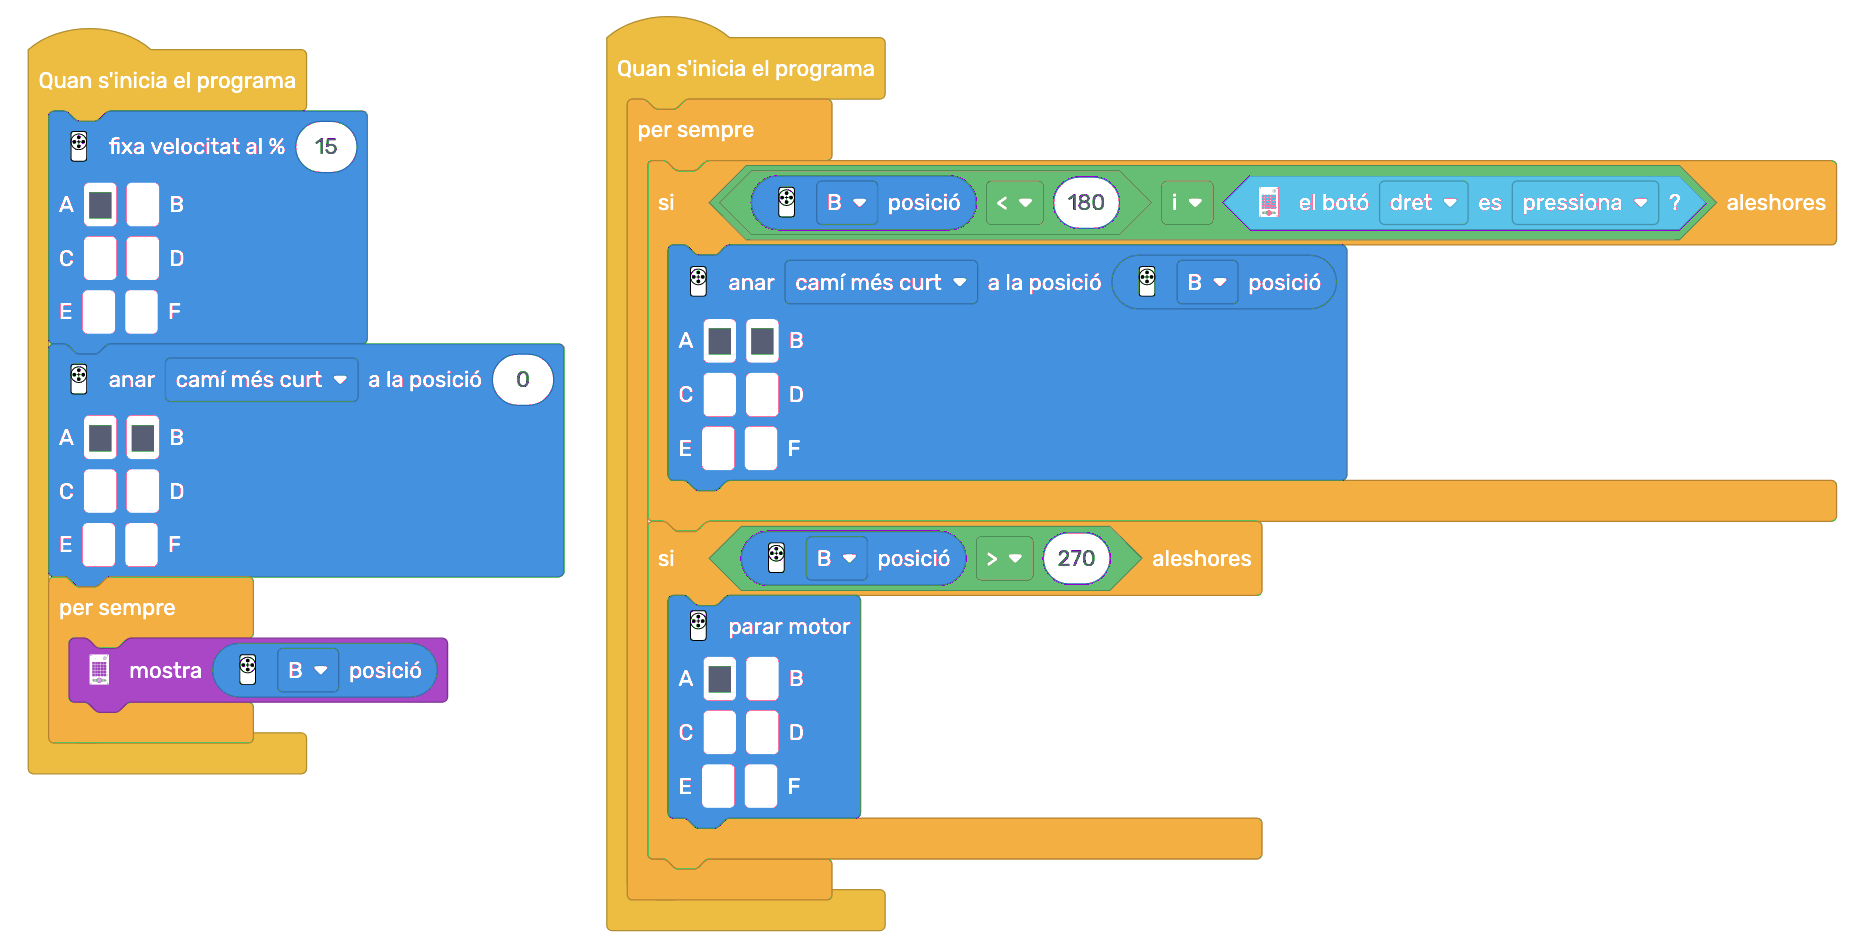 Quan s'inicia el programa
fixa velocitat al % 15
A B
C D
E F
anar camí més curt a la posició 0
A B
C D
E F
per sempre
mostra B posició
Quan s'inicia el programa
per sempre
si B posició < 180 i el botó dret es pressiona ? aleshores
anar camí més curt a la posició B posició
A B
C D
E F
si B posició > 270 aleshores
parar motor
A B
C D
E F